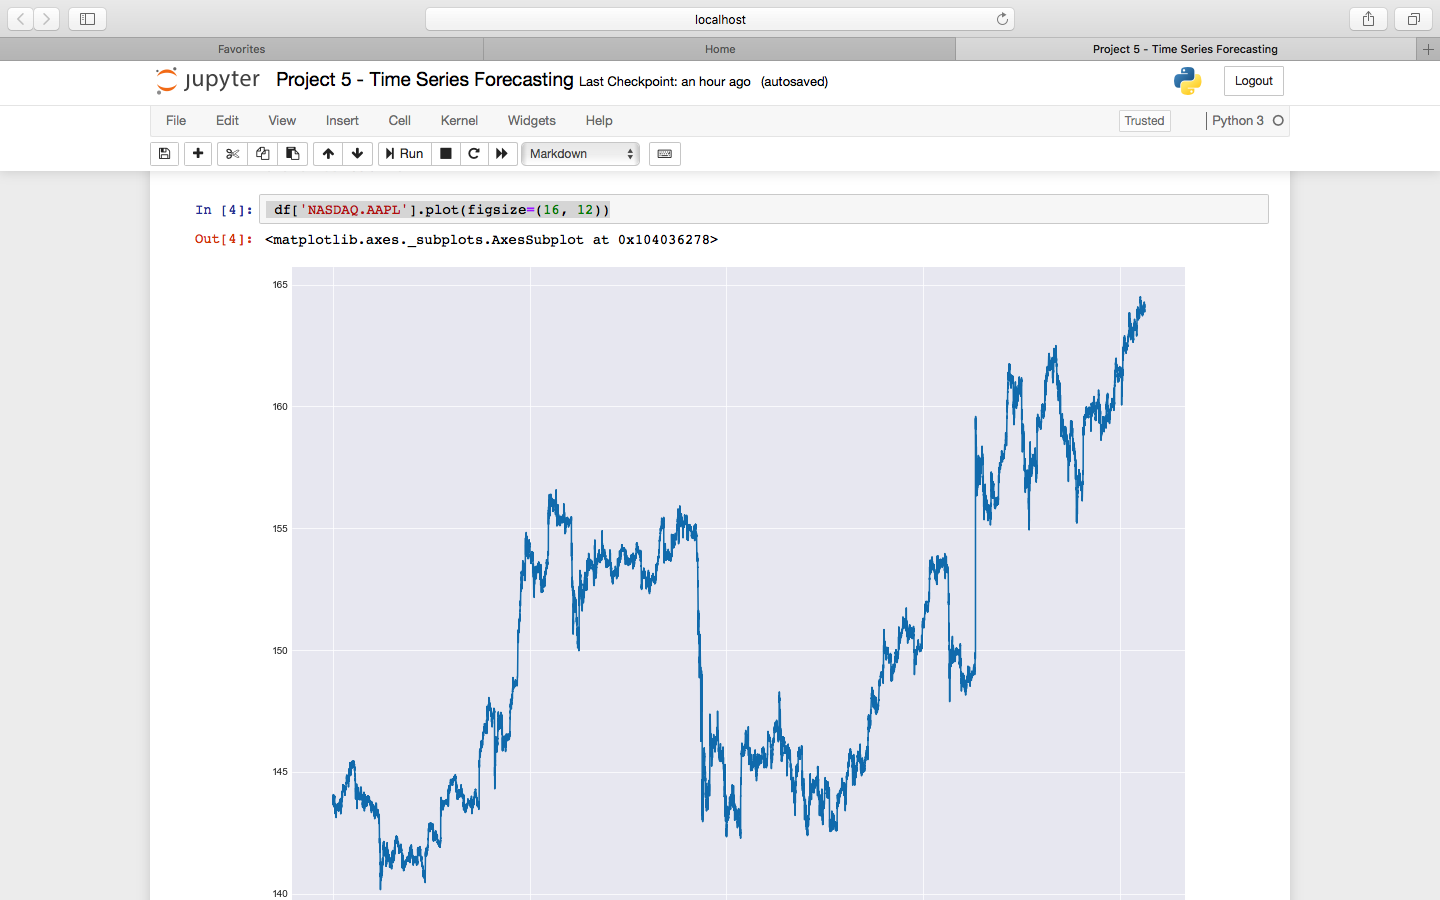 localhost
Favorites
Home
Project 5 - Time Series Forecasting
jupyter Project 5 - Time Series Forecasting Last Checkpoint: an hour ago (autosaved)
Logout
File Edit View Insert Cell Kernel Widgets Help
Trusted
Python 3
Run
Markdown
In [4]: df['NASDAQ.AAPL'].plot(figsize=(16, 12))
Out[4]: <matplotlib.axes._subplots.AxesSubplot at 0x104036278>
165
160
155
150
145
140